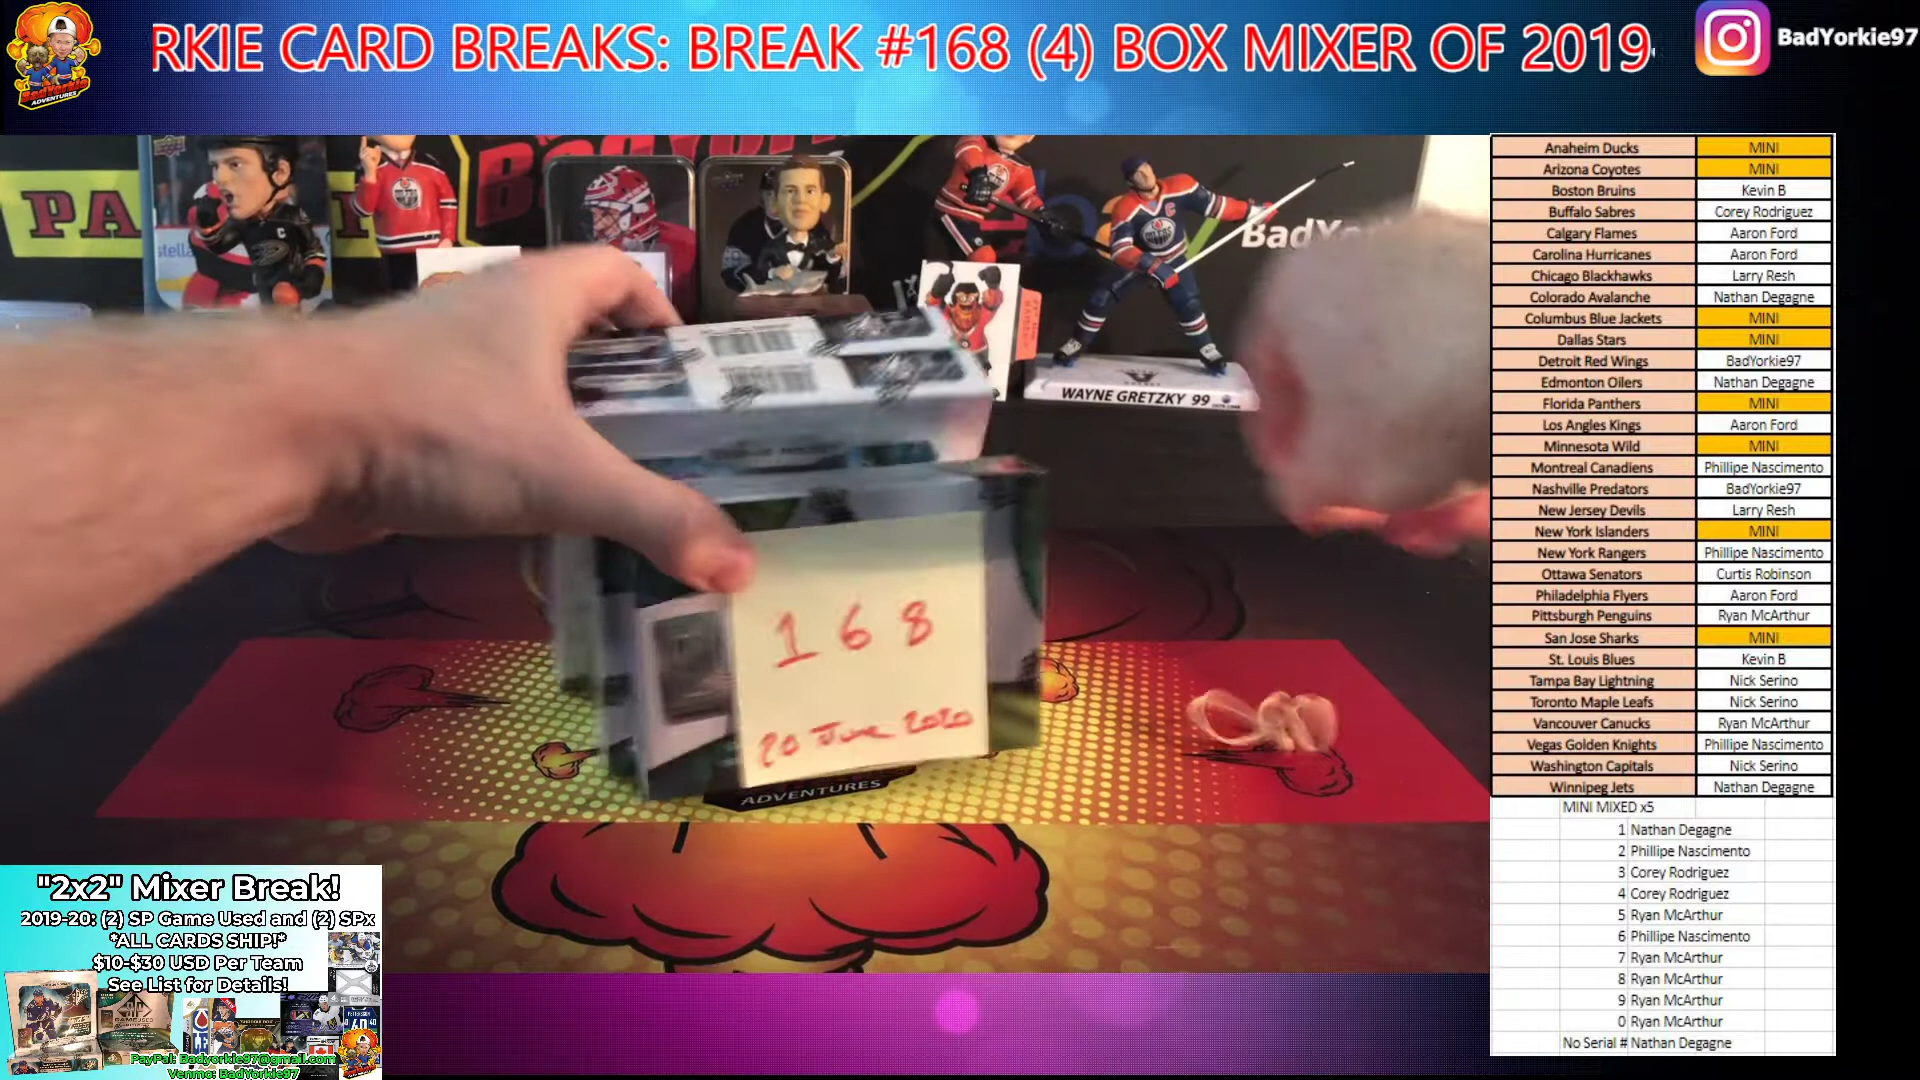 RKIE CARD BREAKS: BREAK #168 (4) BOX MIXER OF 2019
BadYorkie97
BadYorkie
ADVENTURES
PA
BadYo
WAYNE GRETZKY 99
1 6 8
20 June 2020
ADVENTURES
Anaheim Ducks MINI
Arizona Coyotes MINI
Boston Bruins Kevin B
Buffalo Sabres Corey Rodriguez
Calgary Flames Aaron Ford
Carolina Hurricanes Aaron Ford
Chicago Blackhawks Larry Resh
Colorado Avalanche Nathan Degagne
Columbus Blue Jackets MINI
Dallas Stars MINI
Detroit Red Wings BadYorkie97
Edmonton Oilers Nathan Degagne
Florida Panthers MINI
Los Angles Kings Aaron Ford
Minnesota Wild MINI
Montreal Canadiens Phillipe Nascimento
Nashville Predators BadYorkie97
New Jersey Devils Larry Resh
New York Islanders MINI
New York Rangers Phillipe Nascimento
Ottawa Senators Curtis Robinson
Philadelphia Flyers Aaron Ford
Pittsburgh Penguins Ryan McArthur
San Jose Sharks MINI
St. Louis Blues Kevin B
Tampa Bay Lightning Nick Serino
Toronto Maple Leafs Nick Serino
Vancouver Canucks Ryan McArthur
Vegas Golden Knights Phillipe Nascimento
Washington Capitals Nick Serino
Winnipeg Jets Nathan Degagne
MINI MIXED x5
1 Nathan Degagne
2 Phillipe Nascimento
3 Corey Rodriguez
4 Corey Rodriguez
5 Ryan McArthur
6 Phillipe Nascimento
7 Ryan McArthur
8 Ryan McArthur
9 Ryan McArthur
0 Ryan McArthur
No Serial # Nathan Degagne
"2x2" Mixer Break!
2019-20: (2) SP Game Used and (2) SPx
*ALL CARDS SHIP!*
$10-$30 USD Per Team
See List for Details!
PayPal: Badyorkie97@gmail.com
Venmo: BadYorkie97